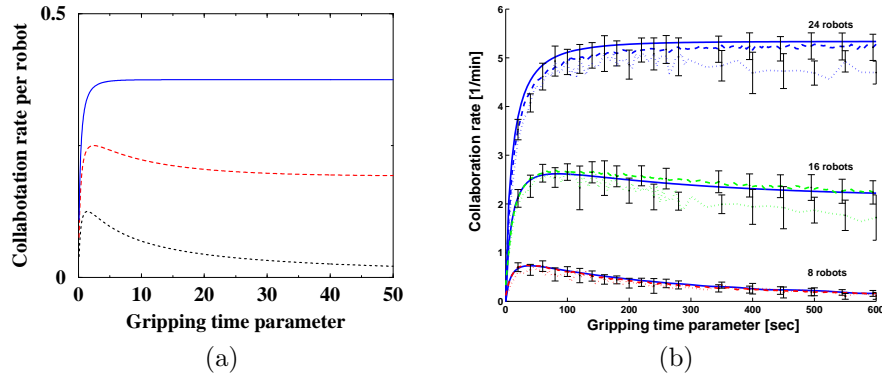 0.5
Collabotation rate per robot
0
0 10 20 30 40 50
Gripping time parameter
(a)
6
5
4
3
2
1
0
Collaboration rate [1/min]
24 robots
16 robots
8 robots
0 100 200 300 400 500 600
Gripping time parameter [sec]
(b)